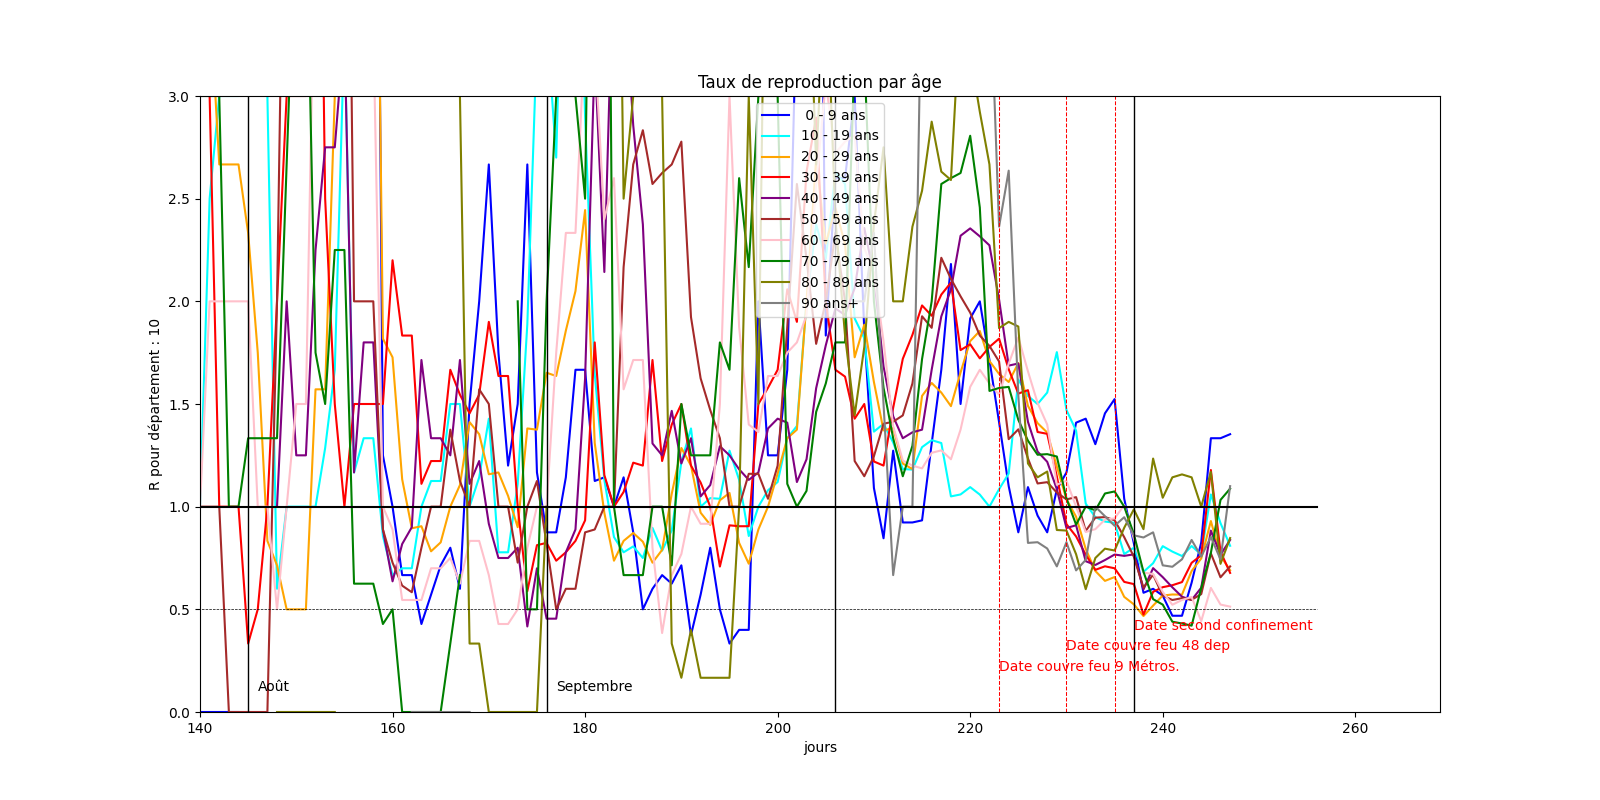 Taux de reproduction par âge
R pour département : 10
3.0
2.5
2.0
1.5
1.0
0.5
0.0
0 - 9 ans
10 - 19 ans
20 - 29 ans
30 - 39 ans
40 - 49 ans
50 - 59 ans
60 - 69 ans
70 - 79 ans
80 - 89 ans
90 ans+
Date second confinement
Date couvre feu 48 dep
Date couvre feu 9 Métros.
Août
Septembre
140
160
180
200
220
240
260
jours